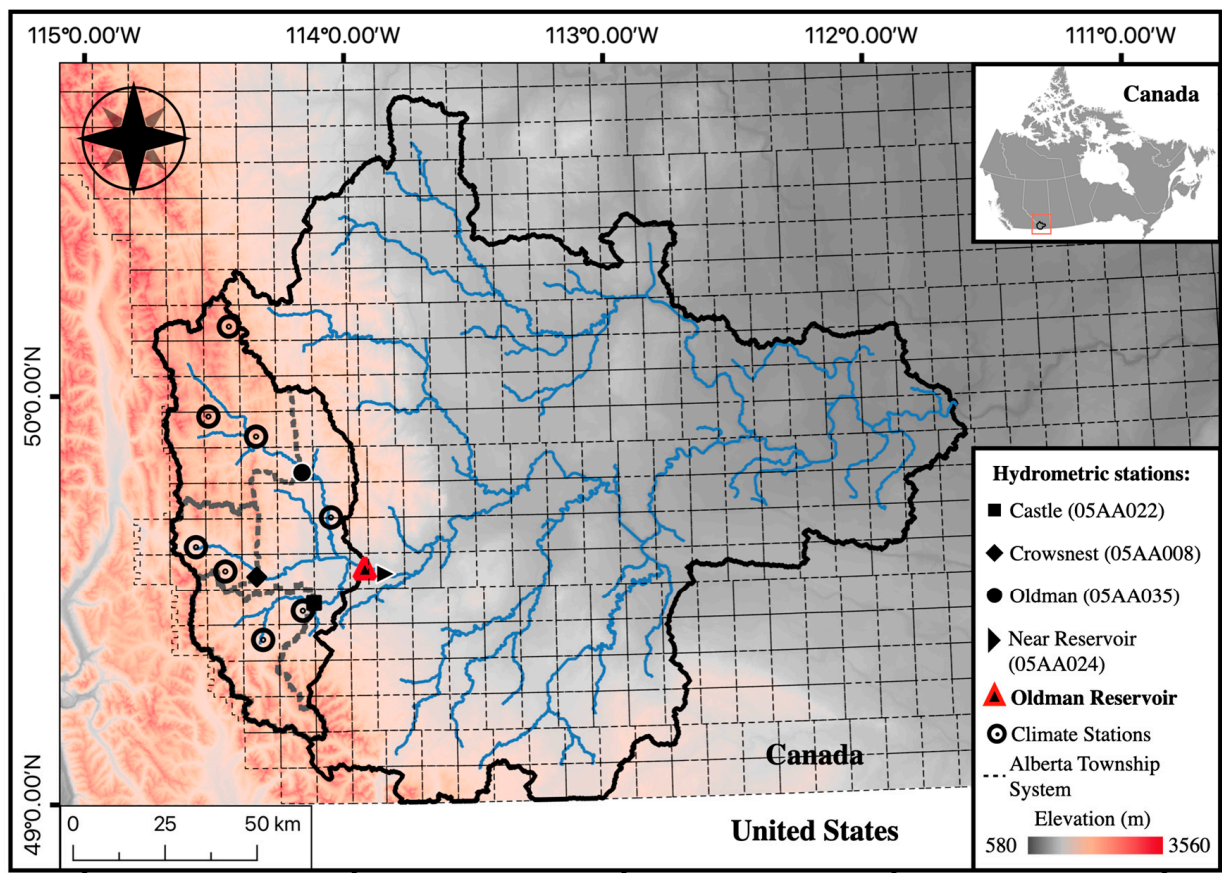 115°0.00'W
114°0.00'W
113°0.00'W
112°0.00'W
111°0.00'W
Canada
50°0.00'N
Hydrometric stations:
Castle (05AA022)
Crowsnest (05AA008)
Oldman (05AA035)
Near Reservoir
(05AA024)
Oldman Reservoir
Climate Stations
Alberta Township
System
Elevation (m)
580
3560
Canada
United States
49°0.00'N
0
25
50 km